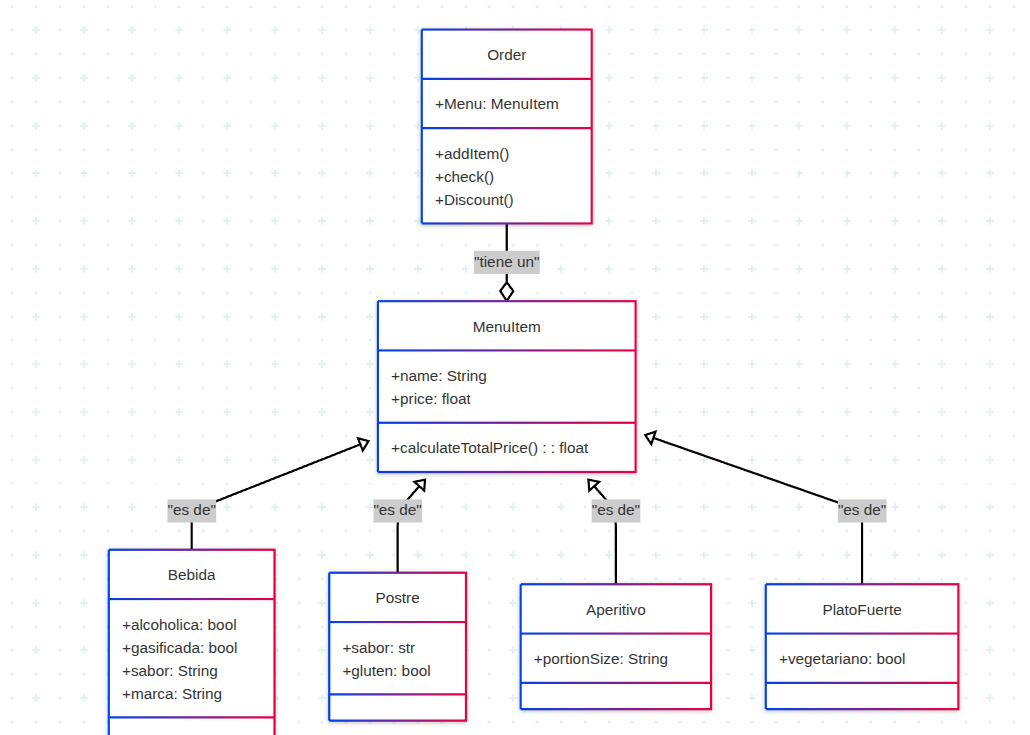 Order
+Menu: MenuItem
+addItem()
+check()
+Discount()
"tiene un"
MenuItem
+name: String
+price: float
+calculateTotalPrice() : : float
"es de"
"es de"
"es de"
"es de"
Bebida
+alcoholica: bool
+gasificada: bool
+sabor: String
+marca: String
Postre
+sabor: str
+gluten: bool
Aperitivo
+portionSize: String
PlatoFuerte
+vegetariano: bool